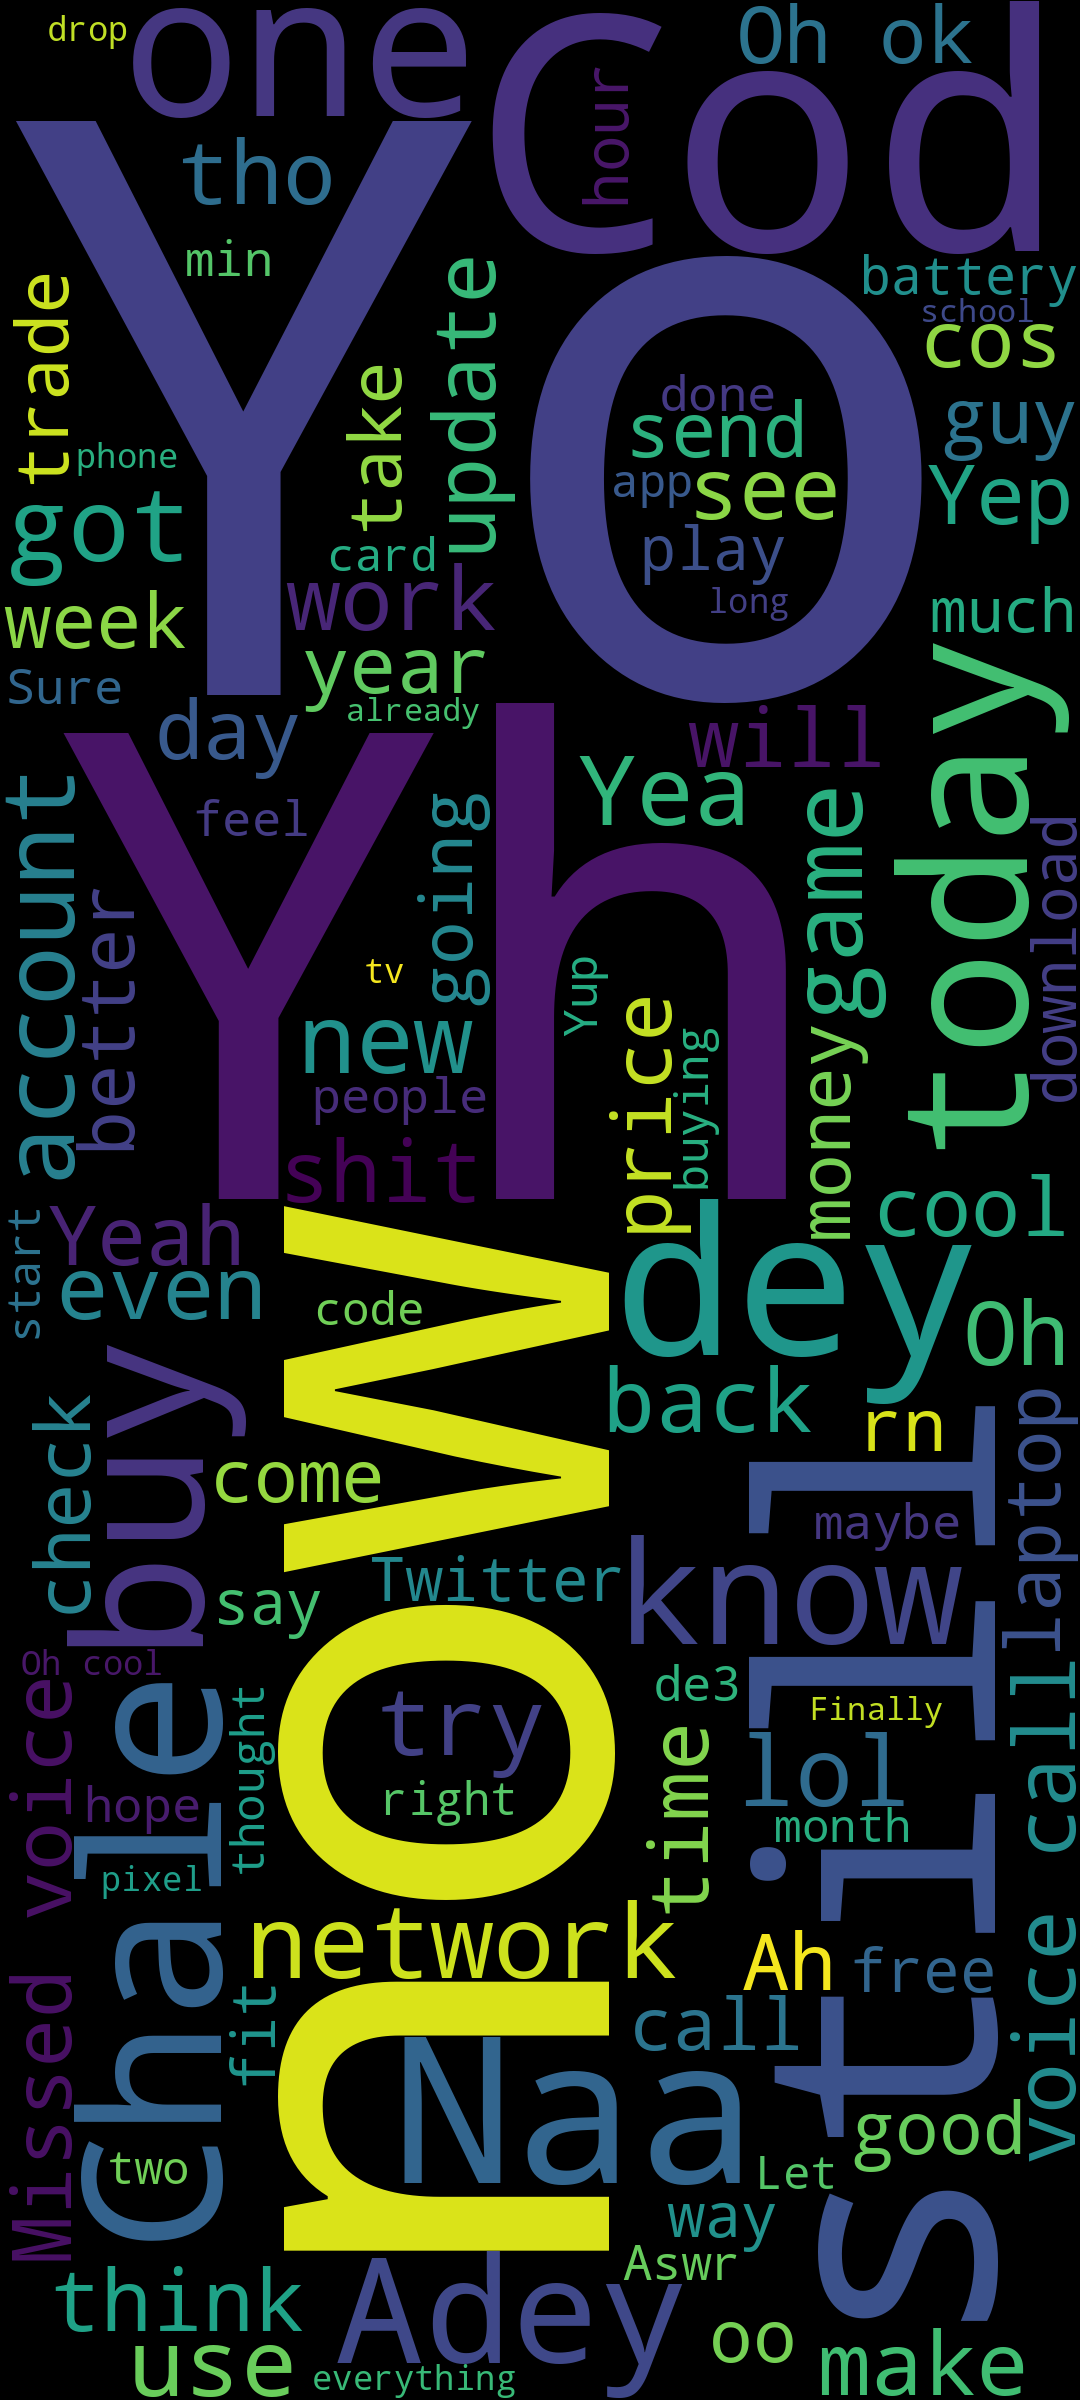 drop
one
Cod
Oh ok
hour
Yo
tho
min
trade
update
take
battery
school
cos
done
send
guy
phone
app
see
Yep
got
play
card
work
long
week
much
year
Sure
already
day
will
today
Yh
Yea
feel
account
going
game
download
better
tv
Yup
new
price
people
buying
money
shit
cool
start
Yeah
dey
even
now
code
Oh
buy
back
rn
check
laptop
come
still
maybe
Twitter
know
say
Oh cool
de3
Missed voice
chale
thought
try
Finally
voice call
time
lol
hope
right
month
pixel
network
Ah
free
fit
call
Naa
good
two
Let
way
Aswr
think
Adey
oo
use
everything
make